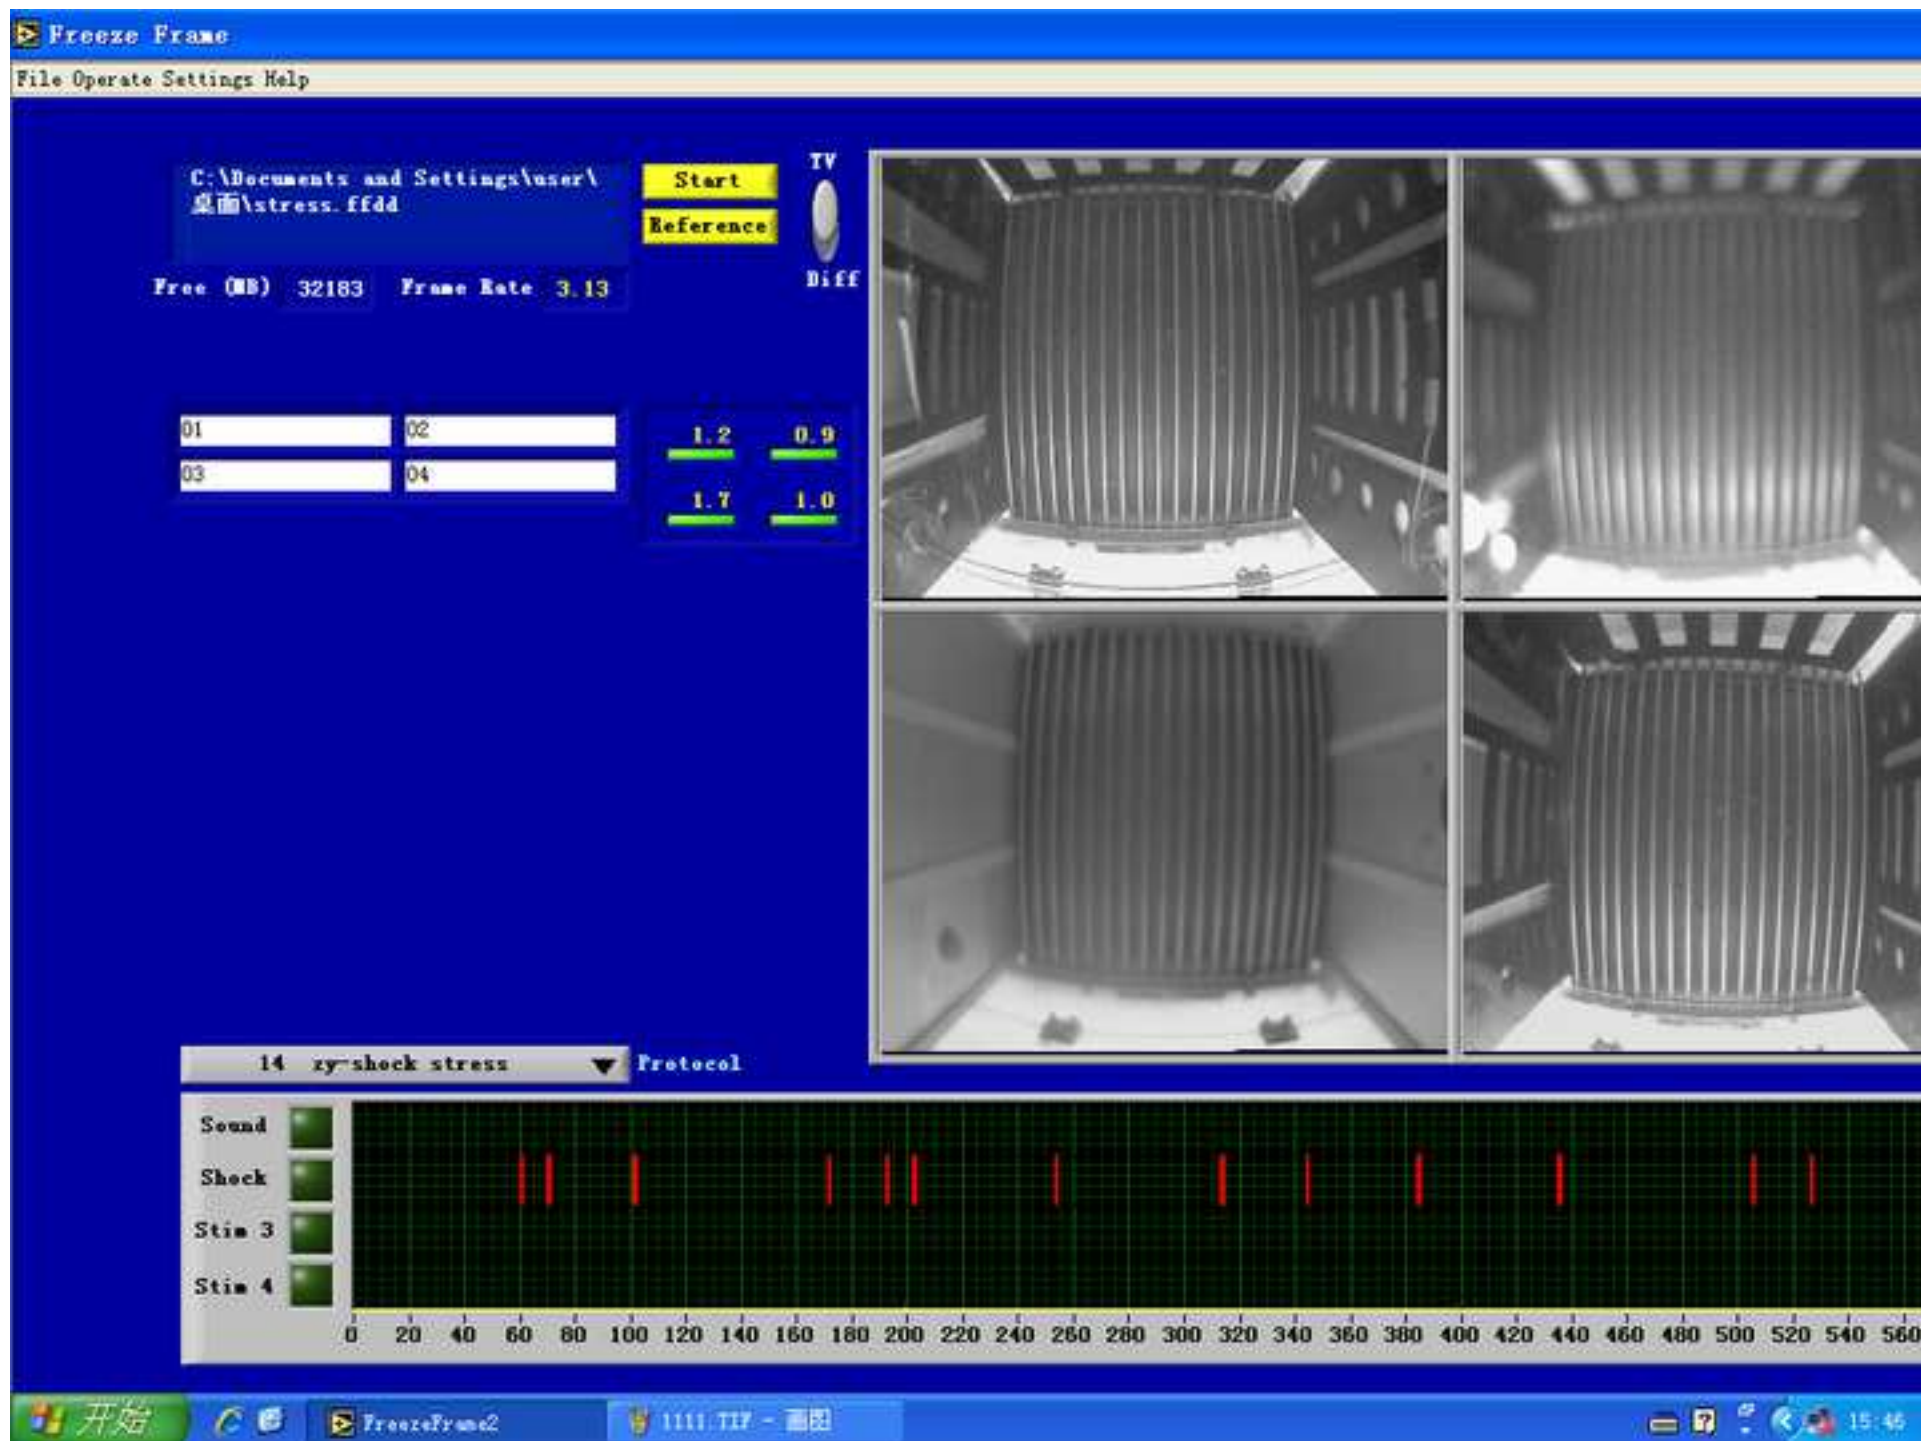 Freeze Frame
File Operate Settings Help
C:\Documents and Settings\user\
桌面\stress.ffdd
Start
Reference
TV
Diff
Free (MB) 32183 Frame Rate 3.13
01 02
03 04
1.2 0.9
1.7 1.0
14 zy-shock stress Protocol
Sound
Shock
Stim 3
Stim 4
0 20 40 60 80 100 120 140 160 180 200 220 240 260 280 300 320 340 360 380 400 420 440 460 480 500 520 540 560
开始 FreezeFrame2 1111.TIF - 画图 15:46